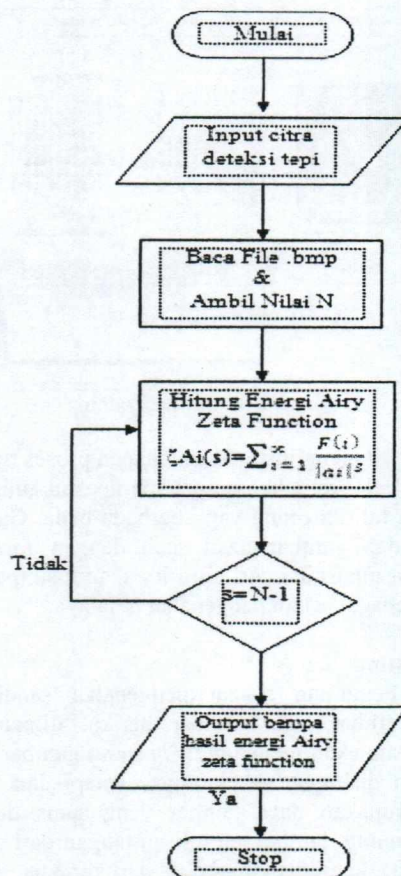 Mulai
Input citra
deteksi tepi
Baca File .bmp
&
Ambil Nilai N
Hitung Energi Airy
Zeta Function
ζAi(s)=∑_{i=1}^{∞} F(i)/|ai|^s
Tidak
s=N-1
Output berupa
hasil energi Airy
zeta function
Ya
Stop